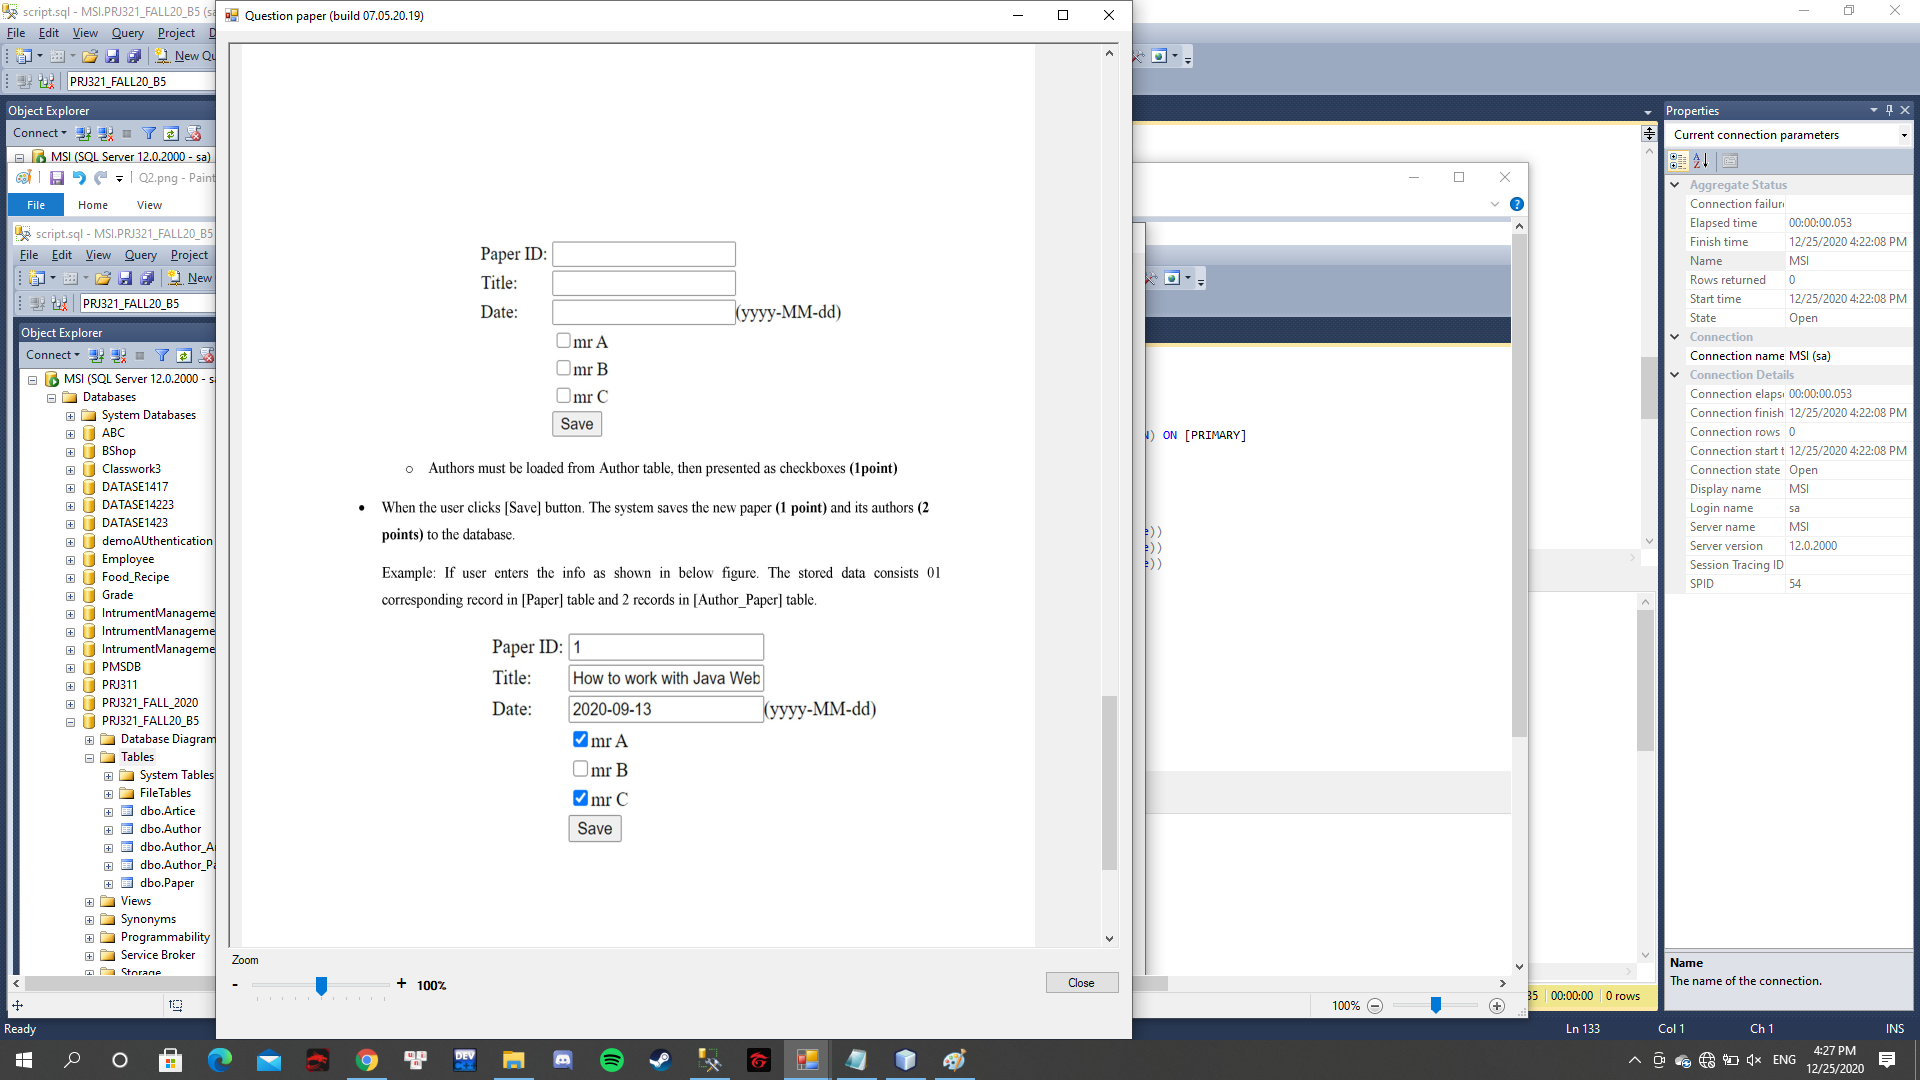 script.sql - MSI.PRJ321_FALL20_B5 (sa
File Edit View Query Project
New Qu
PRJ321_FALL20_B5
Object Explorer
Connect
MSI (SQL Server 12.0.2000 - sa)
Q2.png - Paint
File Home View
script.sql - MSI.PRJ321_FALL20_B5
File Edit View Query Project
New
PRJ321_FALL20_B5
Object Explorer
Connect
MSI (SQL Server 12.0.2000 - sa
Databases
System Databases
ABC
BShop
Classwork3
DATASE1417
DATASE14223
DATASE1423
demoAUthentication
Employee
Food_Recipe
Grade
IntrumentManageme
IntrumentManageme
IntrumentManageme
PMSDB
PRJ311
PRJ321_FALL_2020
PRJ321_FALL20_B5
Database Diagram
Tables
System Tables
FileTables
dbo.Artice
dbo.Author
dbo.Author_A
dbo.Author_Pa
dbo.Paper
Views
Synonyms
Programmability
Service Broker
Storage
Ready
Question paper (build 07.05.20.19)
Paper ID:
Title:
Date: (yyyy-MM-dd)
mr A
mr B
mr C
Save
o Authors must be loaded from Author table, then presented as checkboxes (1point)
• When the user clicks [Save] button. The system saves the new paper (1 point) and its authors (2
points) to the database.
Example: If user enters the info as shown in below figure. The stored data consists 01
corresponding record in [Paper] table and 2 records in [Author_Paper] table.
Paper ID: 1
Title: How to work with Java Web
Date: 2020-09-13 (yyyy-MM-dd)
mr A
mr B
mr C
Save
Zoom
- + 100%
Close
) ON [PRIMARY]
))
))
))
100%
35 00:00:00 0 rows
Ln 133 Col 1 Ch 1 INS
Properties
Current connection parameters
Aggregate Status
Connection failure
Elapsed time 00:00:00.053
Finish time 12/25/2020 4:22:08 PM
Name MSI
Rows returned 0
Start time 12/25/2020 4:22:08 PM
State Open
Connection
Connection name MSI (sa)
Connection Details
Connection elapse 00:00:00.053
Connection finish 12/25/2020 4:22:08 PM
Connection rows 0
Connection start t 12/25/2020 4:22:08 PM
Connection state Open
Display name MSI
Login name sa
Server name MSI
Server version 12.0.2000
Session Tracing ID
SPID 54
Name
The name of the connection.
DEV
ENG
4:27 PM
12/25/2020